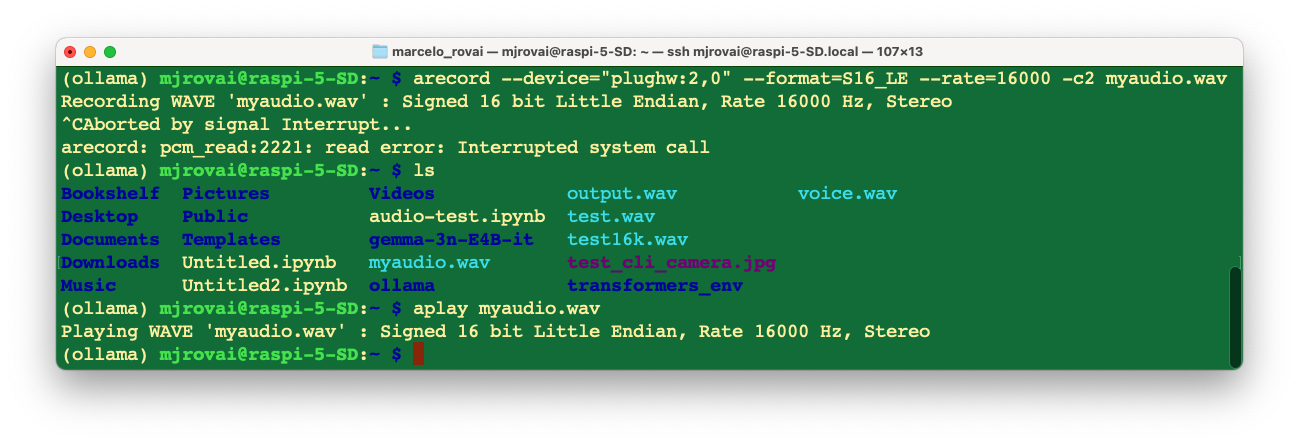 marcelo_rovai — mjrovai@raspi-5-SD: ~ — ssh mjrovai@raspi-5-SD.local — 107×13
(ollama) mjrovai@raspi-5-SD:~ $ arecord --device="plughw:2,0" --format=S16_LE --rate=16000 -c2 myaudio.wav
Recording WAVE 'myaudio.wav' : Signed 16 bit Little Endian, Rate 16000 Hz, Stereo
^CAborted by signal Interrupt...
arecord: pcm_read:2221: read error: Interrupted system call
(ollama) mjrovai@raspi-5-SD:~ $ ls
Bookshelf  Pictures         Videos            output.wav           voice.wav
Desktop    Public           audio-test.ipynb  test.wav
Documents  Templates        gemma-3n-E4B-it   test16k.wav
Downloads  Untitled.ipynb   myaudio.wav       test_cli_camera.jpg
Music      Untitled2.ipynb  ollama            transformers_env
(ollama) mjrovai@raspi-5-SD:~ $ aplay myaudio.wav
Playing WAVE 'myaudio.wav' : Signed 16 bit Little Endian, Rate 16000 Hz, Stereo
(ollama) mjrovai@raspi-5-SD:~ $